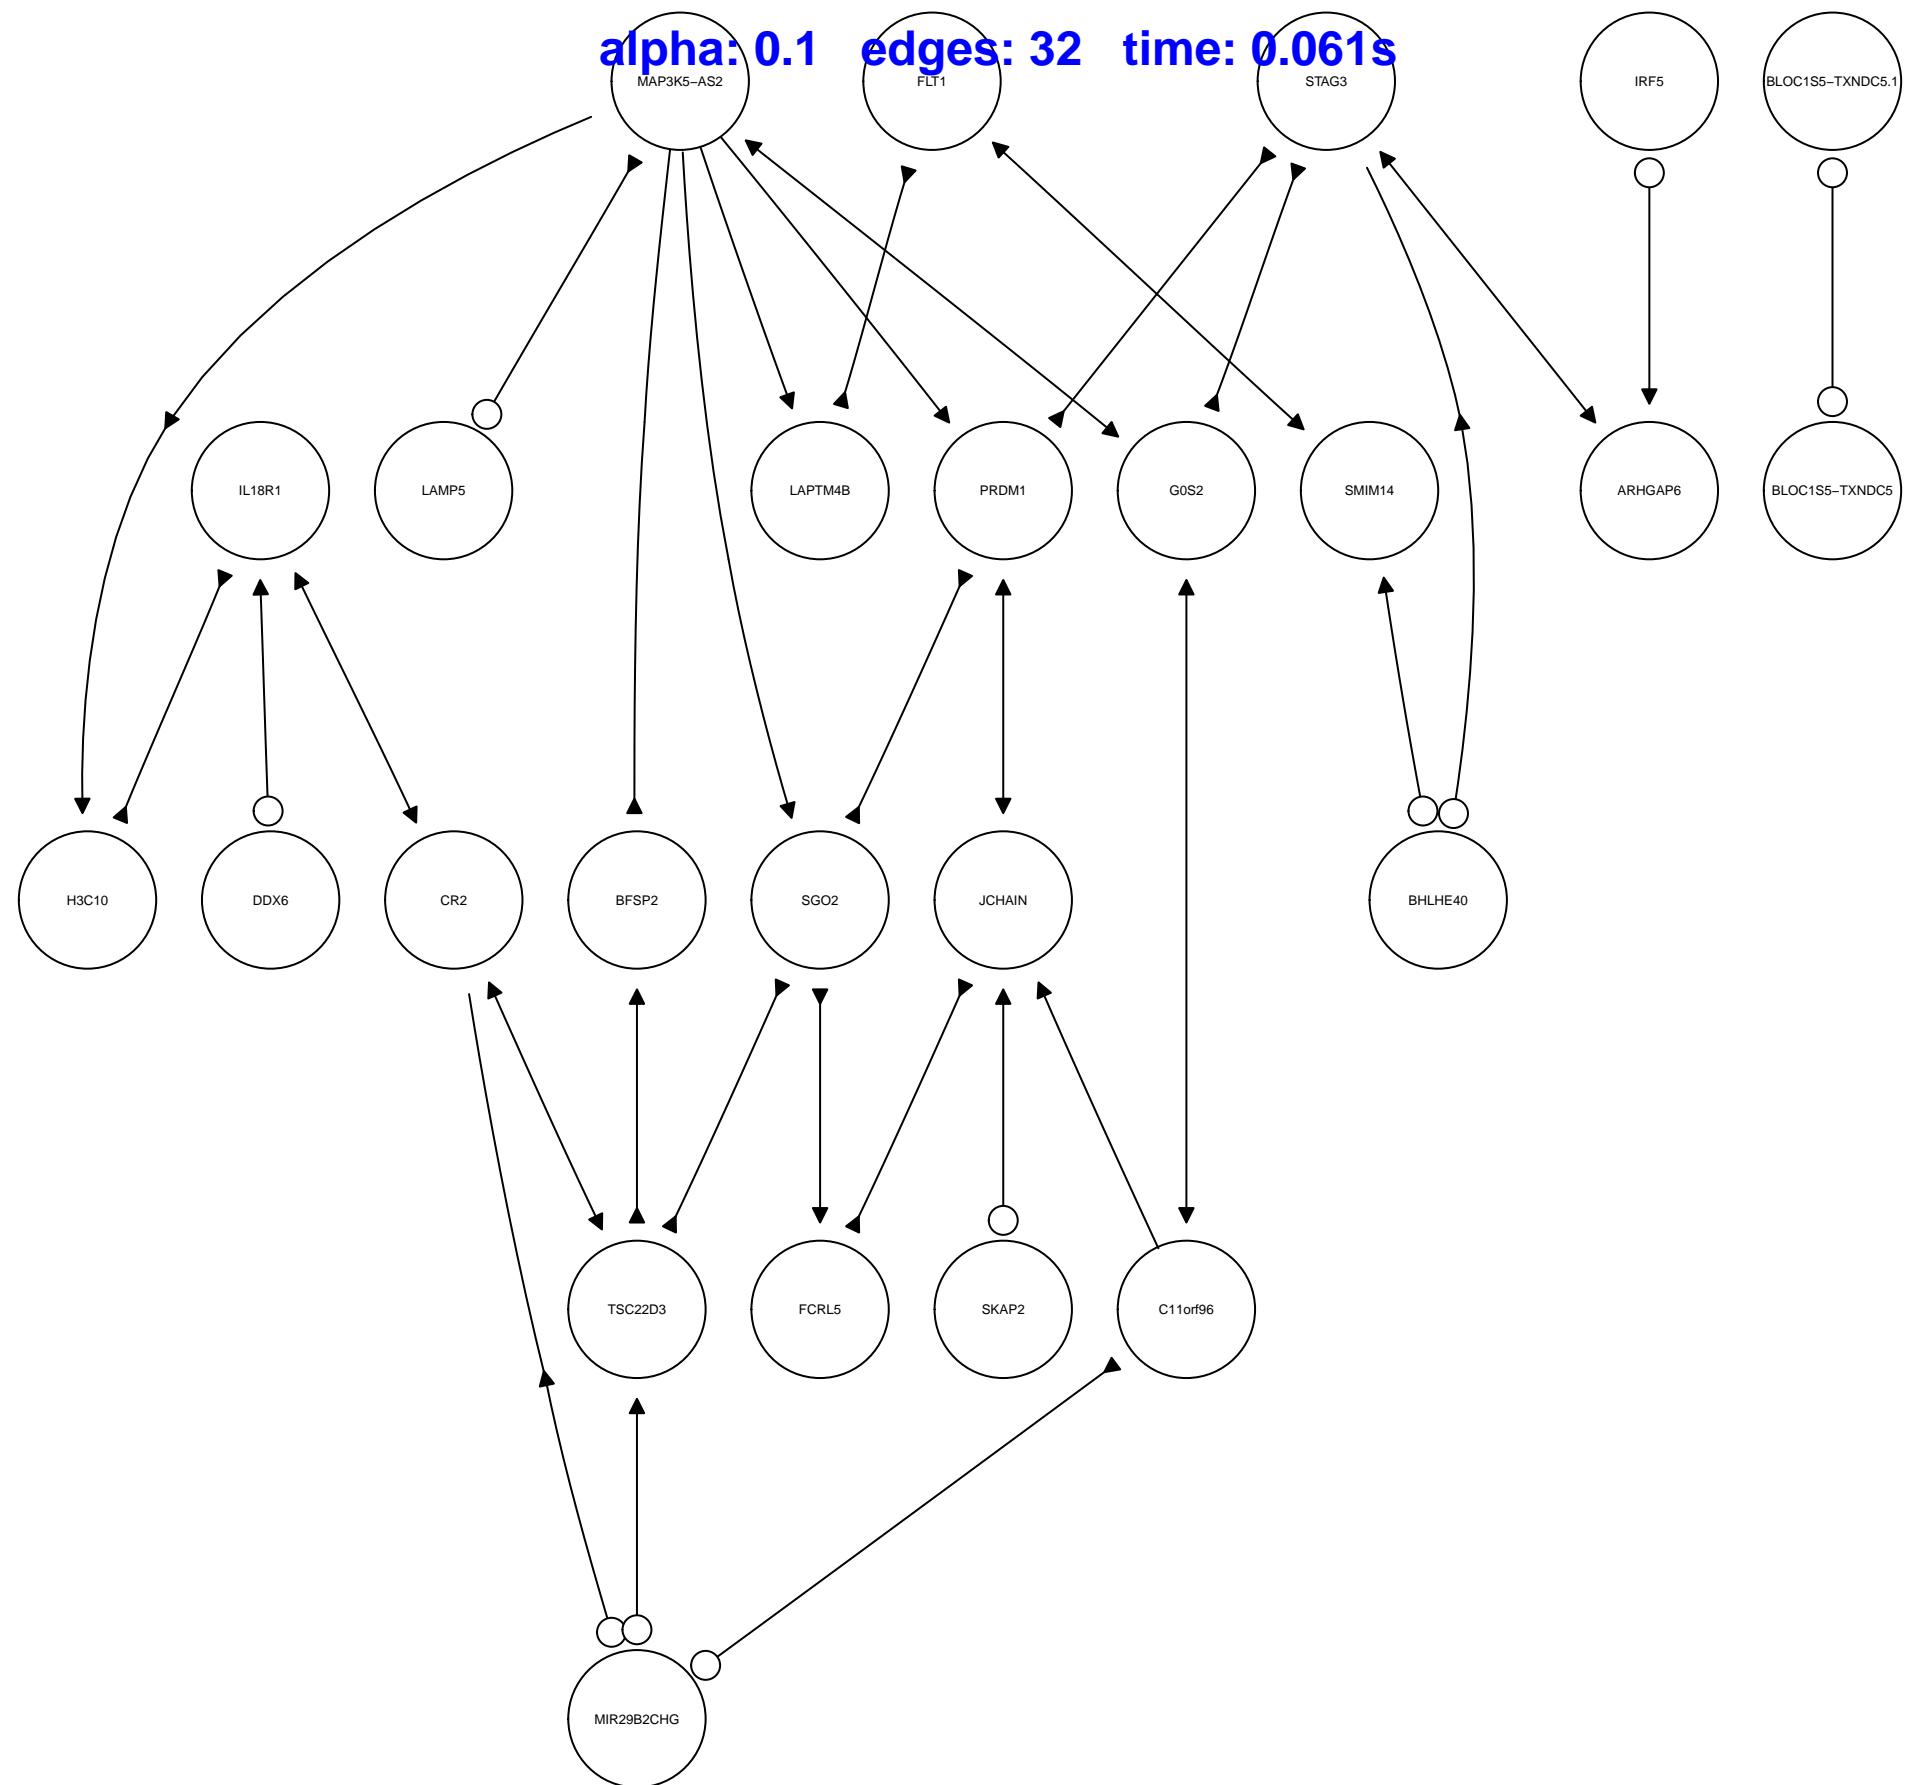 alpha: 0.1 edges: 32 time: 0.061s
MAP3K5−AS2 FLT1 STAG3 IRF5 BLOC1S5−TXNDC5.1
IL18R1 LAMP5 LAPTM4B PRDM1 G0S2 SMIM14 ARHGAP6 BLOC1S5−TXNDC5
H3C10 DDX6 CR2 BFSP2 SGO2 JCHAIN BHLHE40
TSC22D3 FCRL5 SKAP2 C11orf96
MIR29B2CHG